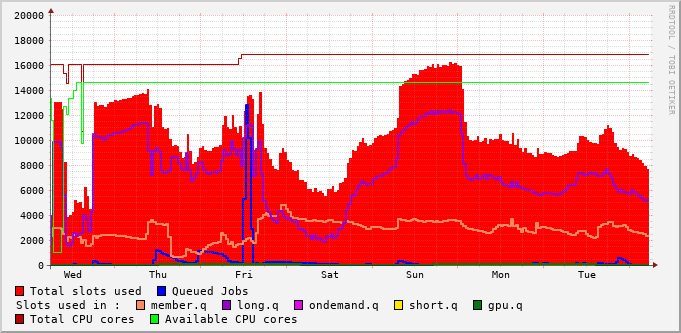 20000
18000
16000
14000
12000
10000
8000
6000
4000
2000
0
Wed Thu Fri Sat Sun Mon Tue
RRDTOOL / TOBI OETIKER
Total slots used Queued Jobs
Slots used in : member.q long.q ondemand.q short.q gpu.q
Total CPU cores Available CPU cores